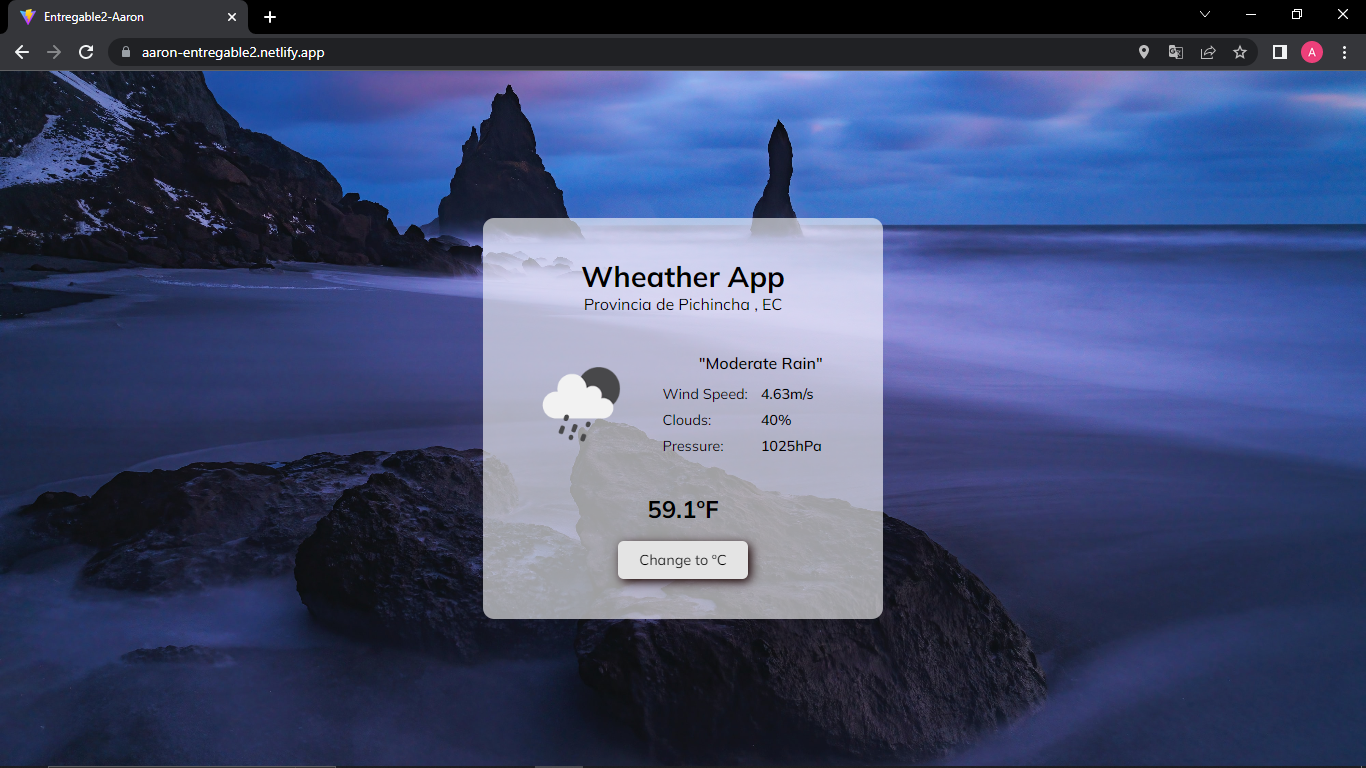 Entregable2-Aaron
aaron-entregable2.netlify.app
A
Wheather App
Provincia de Pichincha , EC
"Moderate Rain"
Wind Speed: 4.63m/s
Clouds: 40%
Pressure: 1025hPa
59.1°F
Change to °C